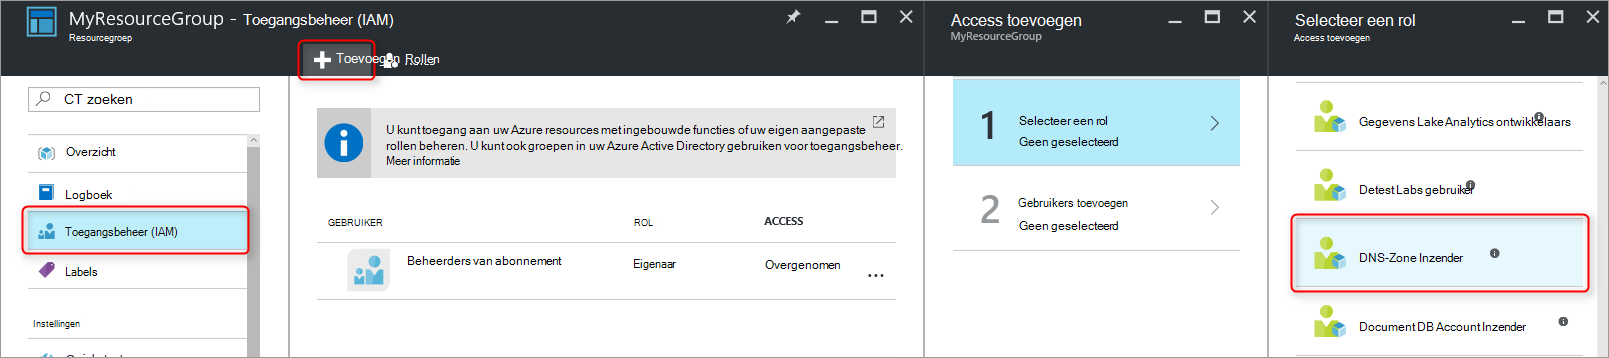 MyResourceGroup - Toegangsbeheer (IAM)
Resourcegroep
Toevoegen
Rollen
CT zoeken
Overzicht
Logboek
Toegangsbeheer (IAM)
Labels
Instellingen
U kunt toegang aan uw Azure resources met ingebouwde functies of uw eigen aangepaste
rollen beheren. U kunt ook groepen in uw Azure Active Directory gebruiken voor toegangsbeheer.
Meer informatie
GEBRUIKER ROL ACCESS
Beheerders van abonnement Eigenaar Overgenomen ...
Access toevoegen
MyResourceGroup
1 Selecteer een rol
Geen geselecteerd
2 Gebruikers toevoegen
Geen geselecteerd
Selecteer een rol
Access toevoegen
Gegevens Lake Analytics ontwikkelaars
Detest Labs gebruiker
DNS-Zone Inzender
Document DB Account Inzender